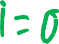 i = 0